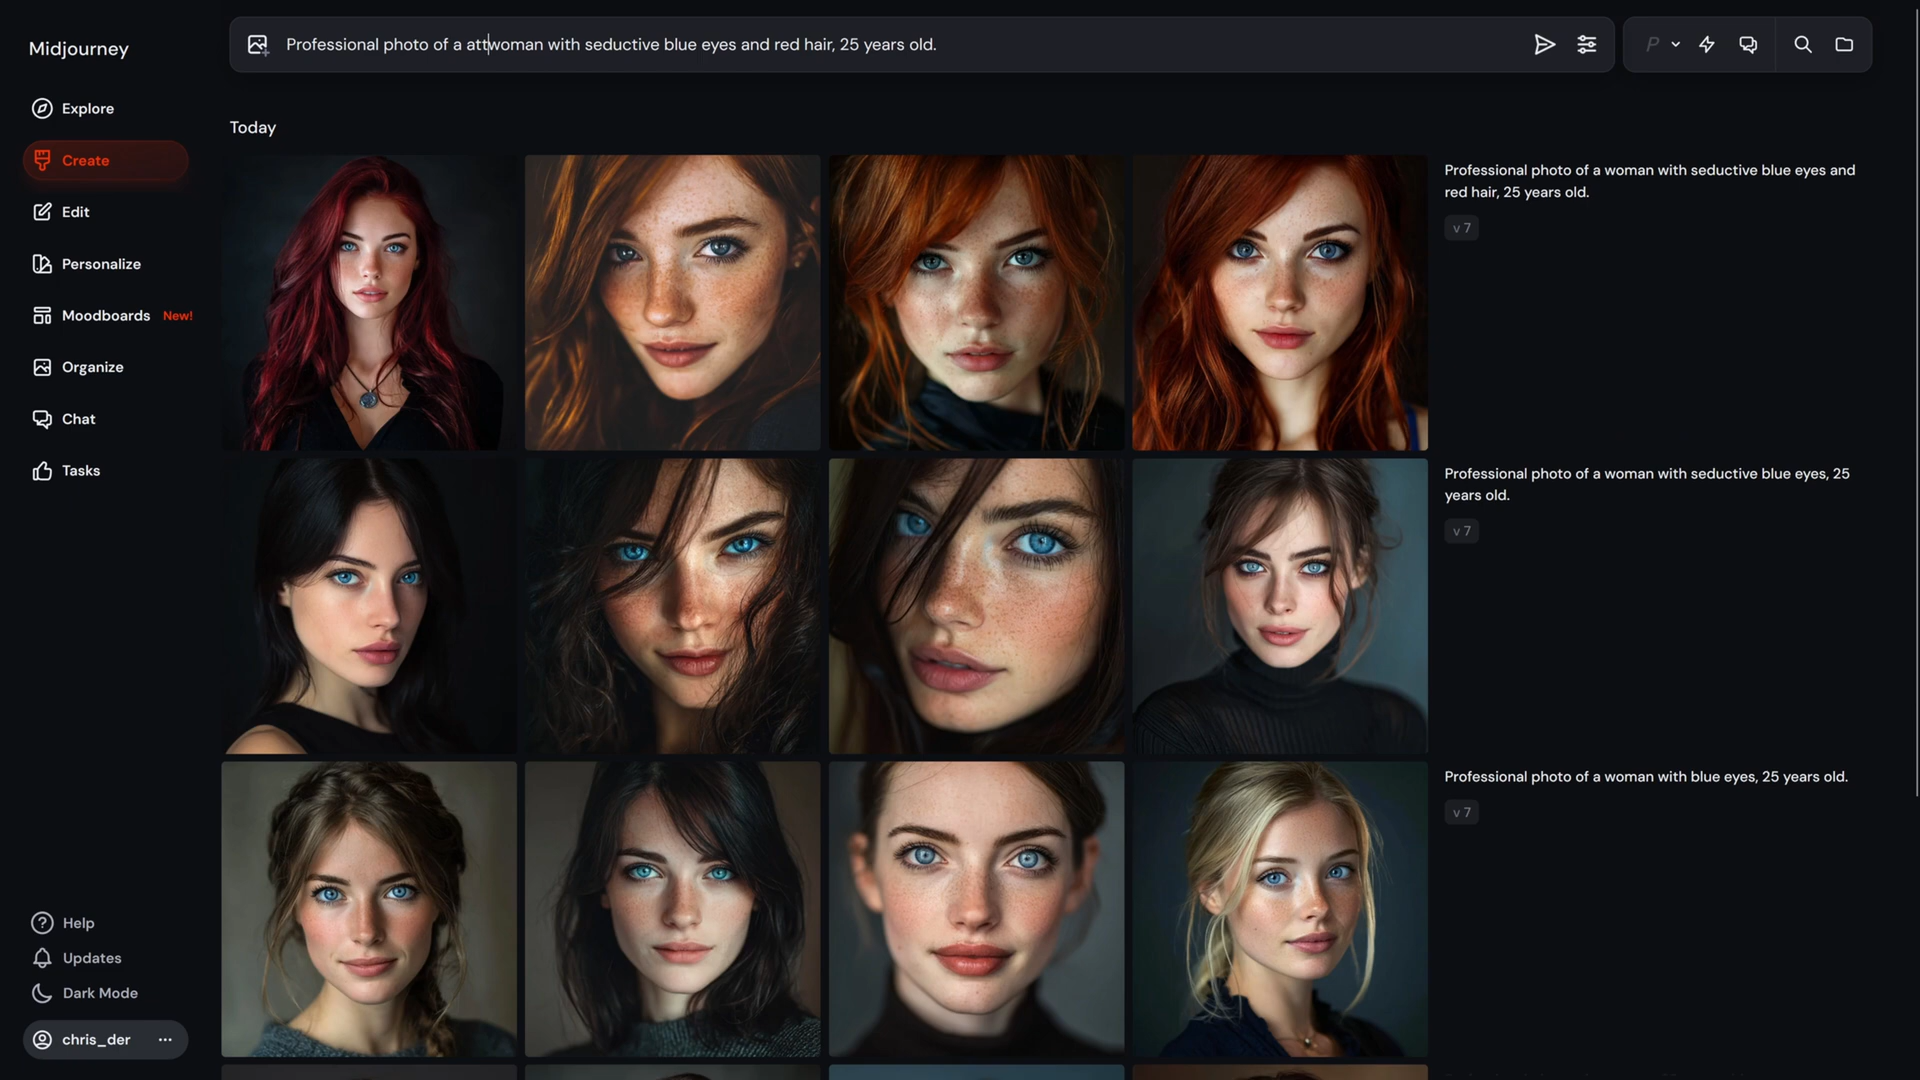 Midjourney
Professional photo of a attwoman with seductive blue eyes and red hair, 25 years old.
P
Explore
Create
Edit
Personalize
Moodboards New!
Organize
Chat
Tasks
Today
Professional photo of a woman with seductive blue eyes and
red hair, 25 years old.
v 7
Professional photo of a woman with seductive blue eyes, 25
years old.
v 7
Professional photo of a woman with blue eyes, 25 years old.
v 7
Help
Updates
Dark Mode
chris_der